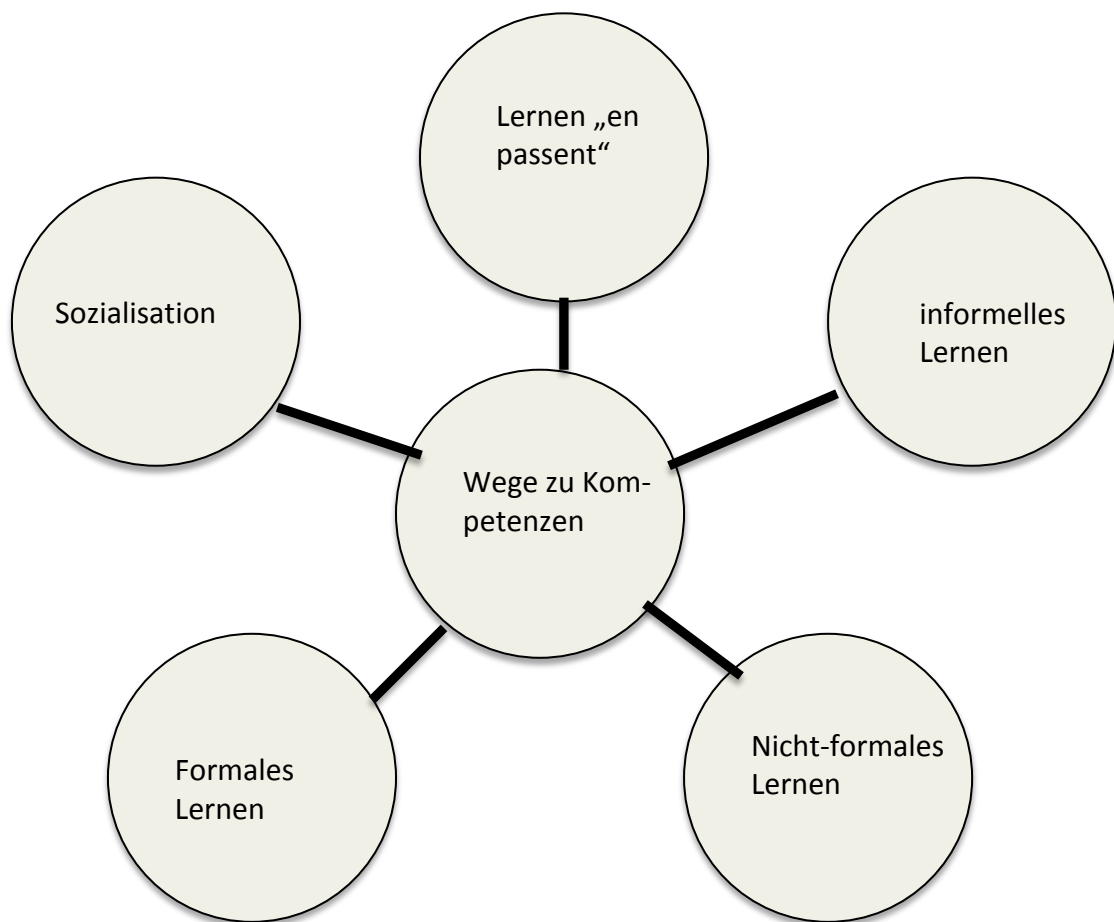 Lernen „en
passent“
Sozialisation
informelles
Lernen
Wege zu Kom-
petenzen
Formales
Lernen
Nicht-formales
Lernen